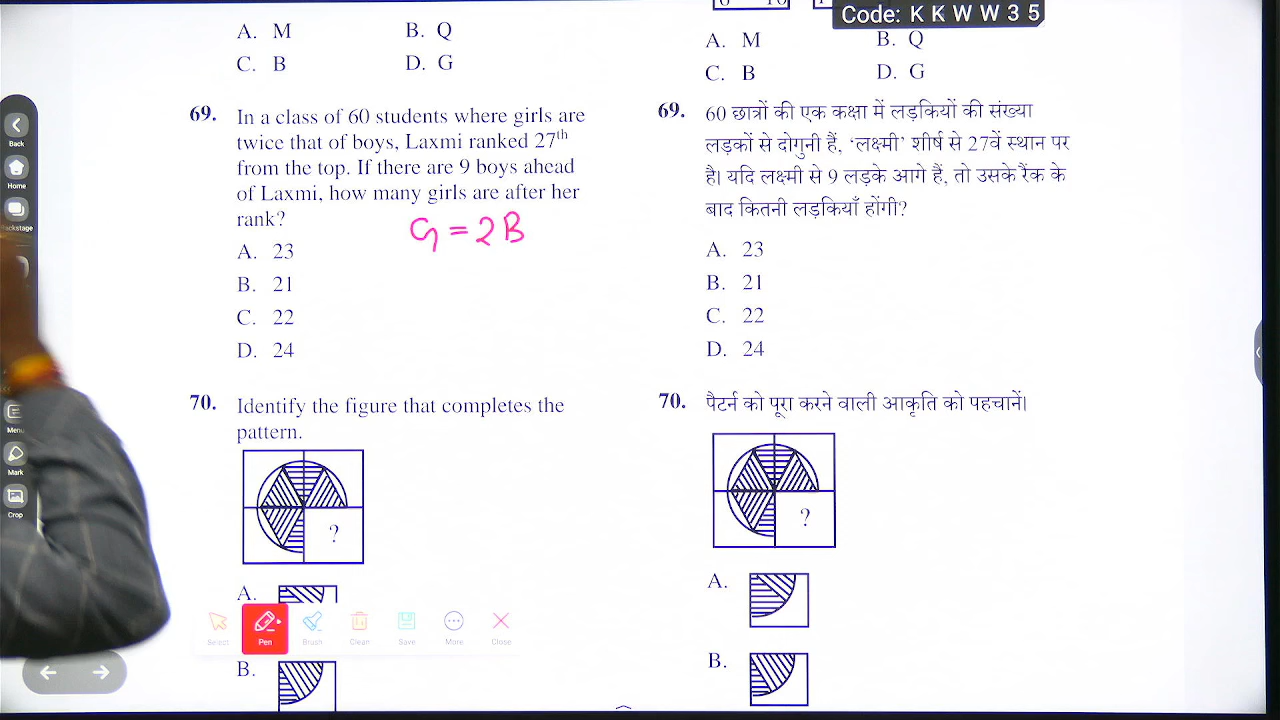 Code: K K W W 3 5
A. M B. Q
C. B D. G
69. In a class of 60 students where girls are
twice that of boys, Laxmi ranked 27th
from the top. If there are 9 boys ahead
of Laxmi, how many girls are after her
rank?
G = 2B
A. 23
B. 21
C. 22
D. 24
70. Identify the figure that completes the
pattern.
?
A.
B.
A. M B. Q
C. B D. G
69. 60 छात्रों की एक कक्षा में लड़कियों की संख्या
लड़कों से दोगुनी हैं, ‘लक्ष्मी’ शीर्ष से 27वें स्थान पर
है। यदि लक्ष्मी से 9 लड़के आगे हैं, तो उसके रैंक के
बाद कितनी लड़कियाँ होंगी?
A. 23
B. 21
C. 22
D. 24
70. पैटर्न को पूरा करने वाली आकृति को पहचानें।
?
A.
B.
Back
Home
Backstage
Menu
Mark
Crop
Select Pen Brush Clean Save More Close